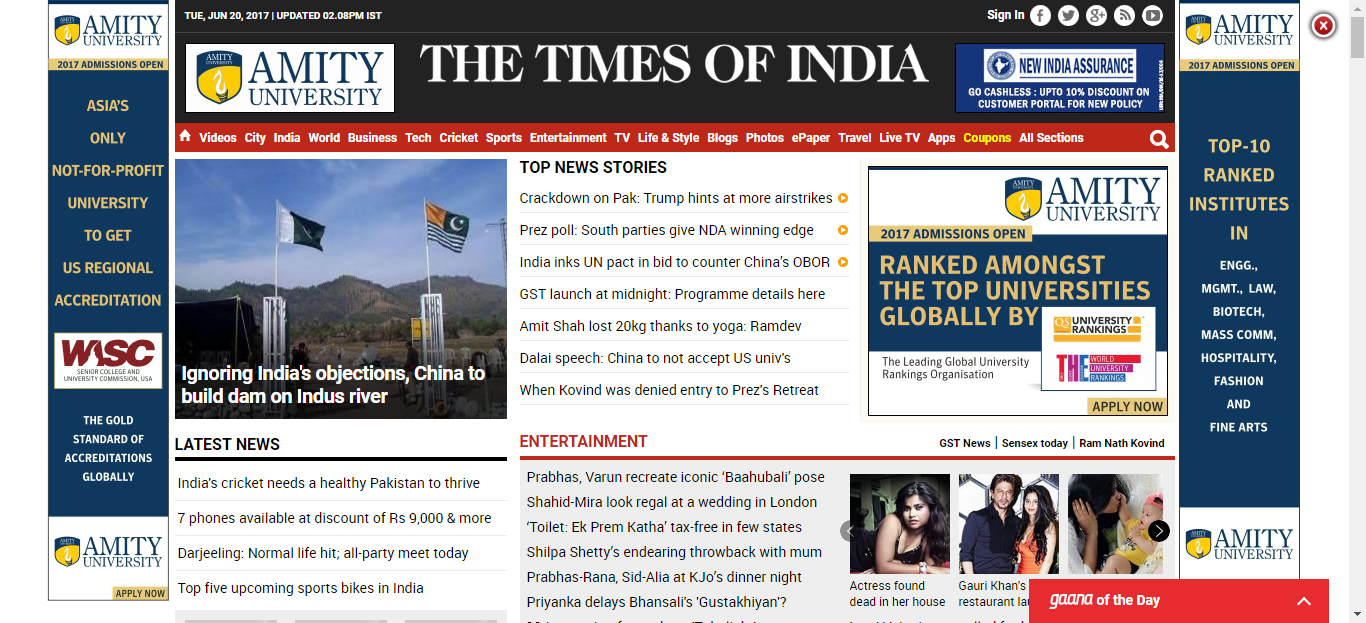 AMITY
UNIVERSITY
2017 ADMISSIONS OPEN
ASIA'S
ONLY
NOT-FOR-PROFIT
UNIVERSITY
TO GET
US REGIONAL
ACCREDITATION
WASC
SENIOR COLLEGE AND
UNIVERSITY COMMISSION, USA
THE GOLD
STANDARD OF
ACCREDITATIONS
GLOBALLY
AMITY
UNIVERSITY
APPLY NOW
TUE, JUN 20, 2017 | UPDATED 02.08PM IST
Sign In
AMITY
UNIVERSITY
THE TIMES OF INDIA
NEW INDIA ASSURANCE
GO CASHLESS : UPTO 10% DISCOUNT ON
CUSTOMER PORTAL FOR NEW POLICY
Videos City India World Business Tech Cricket Sports Entertainment TV Life & Style Blogs Photos ePaper Travel Live TV Apps Coupons All Sections
Ignoring India's objections, China to
build dam on Indus river
TOP NEWS STORIES
Crackdown on Pak: Trump hints at more airstrikes
Prez poll: South parties give NDA winning edge
India inks UN pact in bid to counter China's OBOR
GST launch at midnight: Programme details here
Amit Shah lost 20kg thanks to yoga: Ramdev
Dalai speech: China to not accept US univ's
When Kovind was denied entry to Prez's Retreat
AMITY
UNIVERSITY
2017 ADMISSIONS OPEN
RANKED AMONGST
THE TOP UNIVERSITIES
GLOBALLY BY
QS UNIVERSITY
RANKINGS
The Leading Global University
Rankings Organisation
THE WORLD
UNIVERSITY
RANKINGS
APPLY NOW
LATEST NEWS
India's cricket needs a healthy Pakistan to thrive
7 phones available at discount of Rs 9,000 & more
Darjeeling: Normal life hit; all-party meet today
Top five upcoming sports bikes in India
ENTERTAINMENT
GST News | Sensex today | Ram Nath Kovind
Prabhas, Varun recreate iconic ‘Baahubali’ pose
Shahid-Mira look regal at a wedding in London
‘Toilet: Ek Prem Katha’ tax-free in few states
Shilpa Shetty’s endearing throwback with mum
Prabhas-Rana, Sid-Alia at KJo’s dinner night
Priyanka delays Bhansali’s ‘Gustakhiyan’?
Actress found
dead in her house
Gauri Khan's
restaurant
gaana of the Day
AMITY
UNIVERSITY
2017 ADMISSIONS OPEN
TOP-10
RANKED
INSTITUTES
IN
ENGG.,
MGMT., LAW,
BIOTECH,
MASS COMM,
HOSPITALITY,
FASHION
AND
FINE ARTS
AMITY
UNIVERSITY